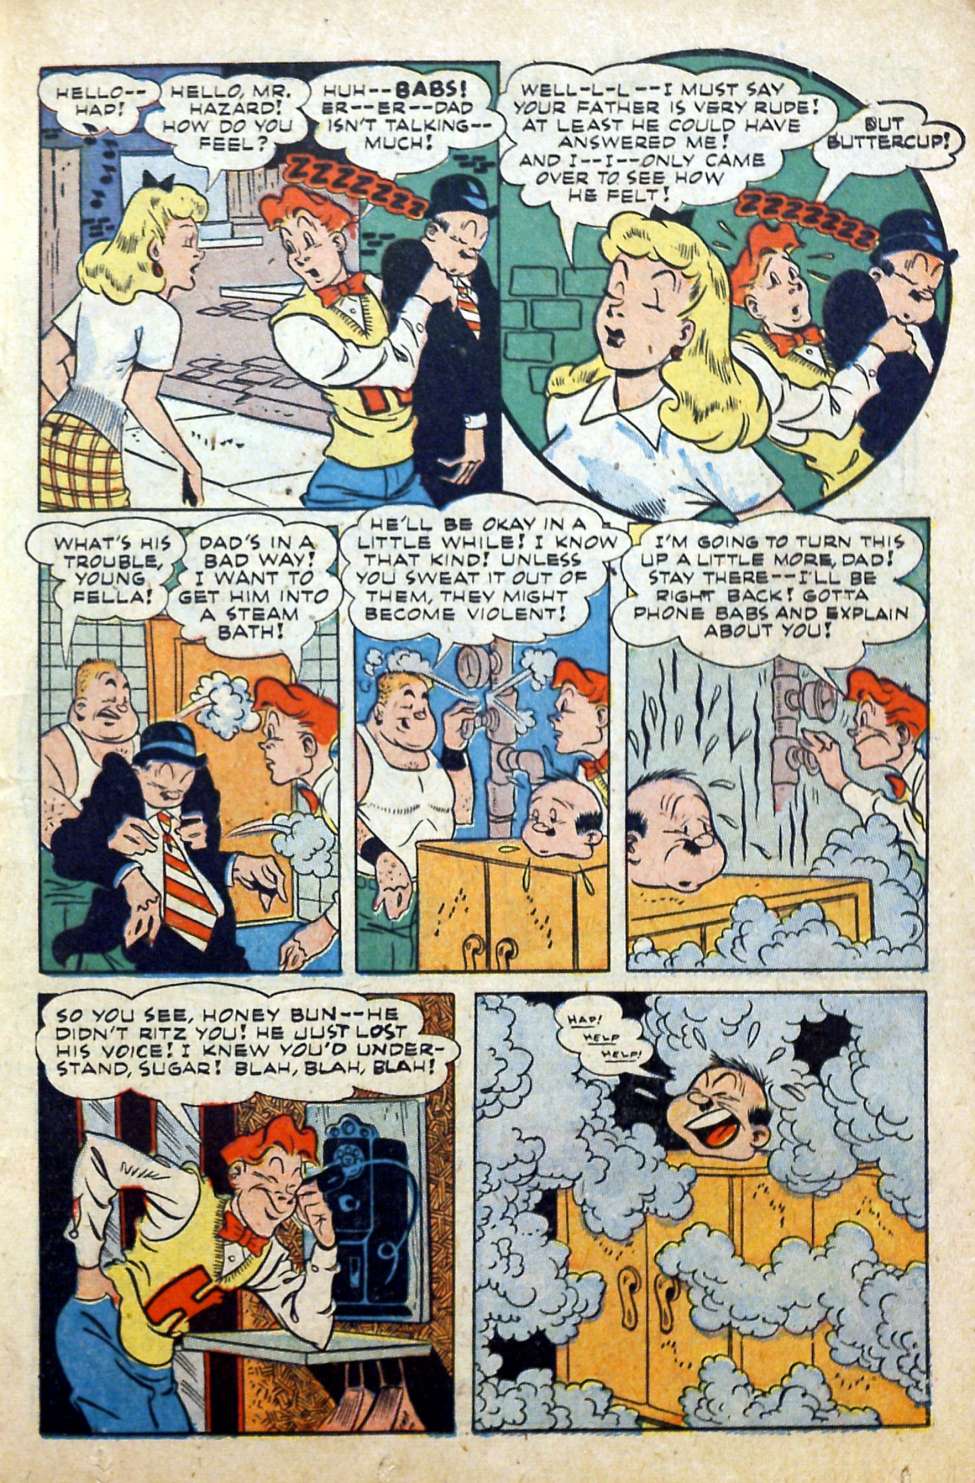 HELLO--
HAD!
HELLO, MR.
HAZARD!
HOW DO YOU
FEEL?
HUH--BABS!
ER--ER--DAD
ISN'T TALKING--
MUCH!
ZZZZZZZZ
H
WELL-L-L--I MUST SAY
YOUR FATHER IS VERY RUDE!
AT LEAST HE COULD HAVE
ANSWERED ME!
AND I--I--ONLY CAME
OVER TO SEE HOW
HE FELT!
BUT
BUTTERCUP!
ZZZZZZZZ
WHAT'S HIS
TROUBLE,
YOUNG
FELLA!
DAD'S IN A
BAD WAY!
I WANT TO
GET HIM INTO
A STEAM
BATH!
HE'LL BE OKAY IN A
LITTLE WHILE! I KNOW
THAT KIND! UNLESS
YOU SWEAT IT OUT OF
THEM, THEY MIGHT
BECOME VIOLENT!
I'M GOING TO TURN THIS
UP A LITTLE MORE, DAD!
STAY THERE--I'LL BE
RIGHT BACK! GOTTA
PHONE BABS AND EXPLAIN
ABOUT YOU!
SO YOU SEE, HONEY BUN--HE
DIDN'T RITZ YOU! HE JUST LOST
HIS VOICE! I KNEW YOU'D UNDER-
STAND, SUGAR! BLAH, BLAH, BLAH!
H
HAP!
HELP
HELP!